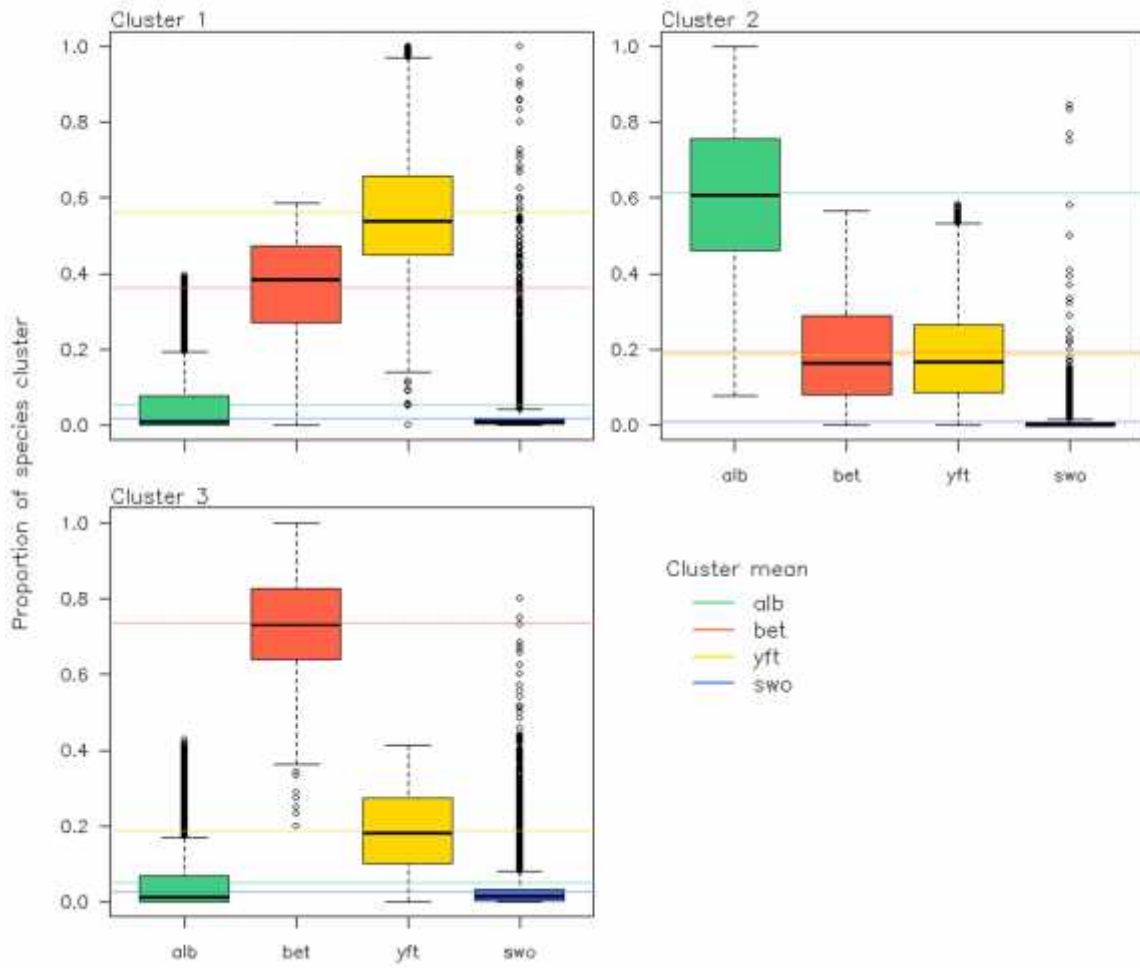 Cluster 1
1.0
0.8
0.6
0.4
0.2
0.0
Cluster 2
1.0
0.8
0.6
0.4
0.2
0.0
alb bet yft swo
Proportion of species cluster
Cluster 3
1.0
0.8
0.6
0.4
0.2
0.0
alb bet yft swo
Cluster mean
alb
bet
yft
swo